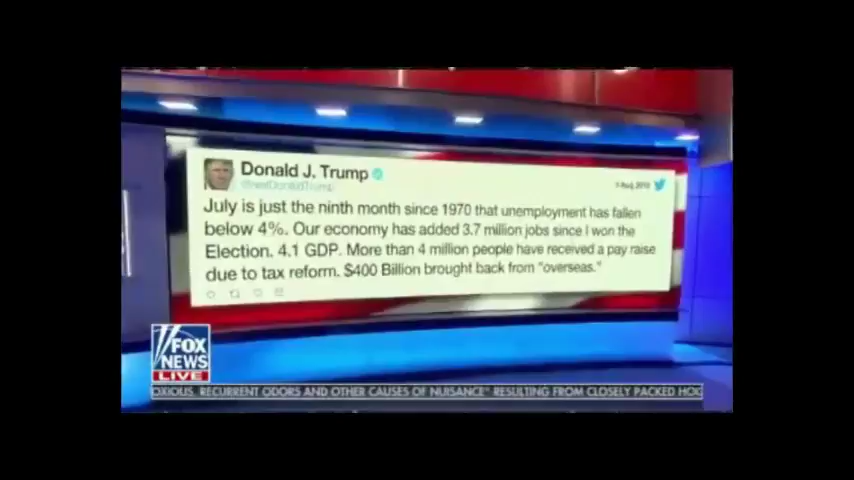 Donald J. Trump
July is just the ninth month since 1970 that unemployment has fallen
below 4%. Our economy has added 3.7 million jobs since I won the
Election. 4.1 GDP. More than 4 million people have received a pay raise
due to tax reform. $400 Billion brought back from "overseas."
FOX
NEWS
LIVE
OXIOUS, RECURRENT ODORS AND OTHER CAUSES OF NUISANCE" RESULTING FROM CLOSELY PACKED HOG